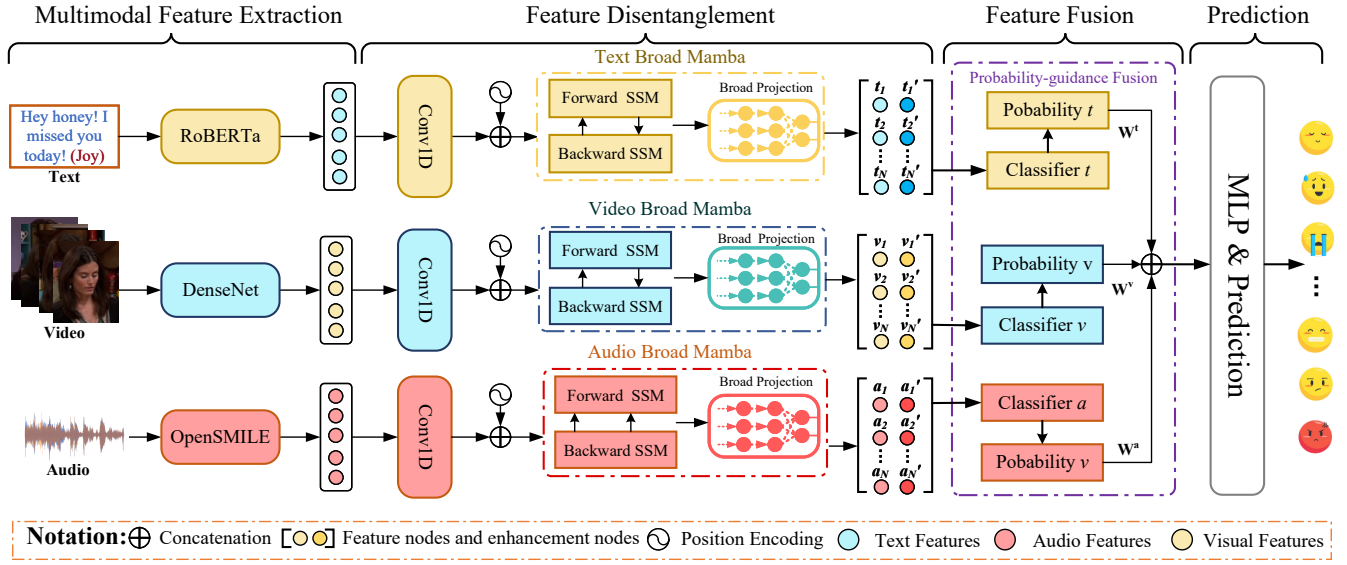 Multimodal Feature Extraction
Feature Disentanglement
Feature Fusion
Prediction
Hey honey! I
missed you
today! (Joy)
Text
RoBERTa
Conv1D
Text Broad Mamba
Forward SSM
Backward SSM
Broad Projection
t1 t1'
t2 t2'
tN tN'
Probability-guidance Fusion
Pobability t
Classifier t
W^t
Video
DenseNet
Conv1D
Video Broad Mamba
Forward SSM
Backward SSM
Broad Projection
v1 v1'
v2 v2'
vN vN'
Probability v
Classifier v
W^v
Audio
OpenSMILE
Conv1D
Audio Broad Mamba
Forward SSM
Backward SSM
Broad Projection
a1 a1'
a2 a2'
aN aN'
Classifier a
Pobability v
W^a
MLP & Prediction
Notation: Concatenation [ ] Feature nodes and enhancement nodes Position Encoding Text Features Audio Features Visual Features